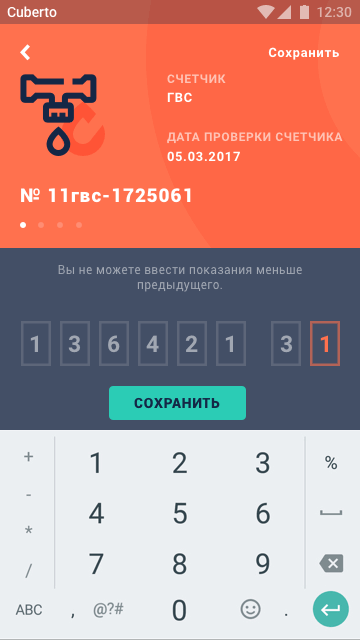 Cuberto 12:30
Сохранить
СЧЕТЧИК
ГВС
ДАТА ПРОВЕРКИ СЧЕТЧИКА
05.03.2017
№ 11гвс-1725061
Вы не можете ввести показания меньше
предыдущего.
1 3 6 4 2 1 3 1
СОХРАНИТЬ
+ 1 2 3 %
- 4 5 6
* 7 8 9
/
ABC , @?# 0 .